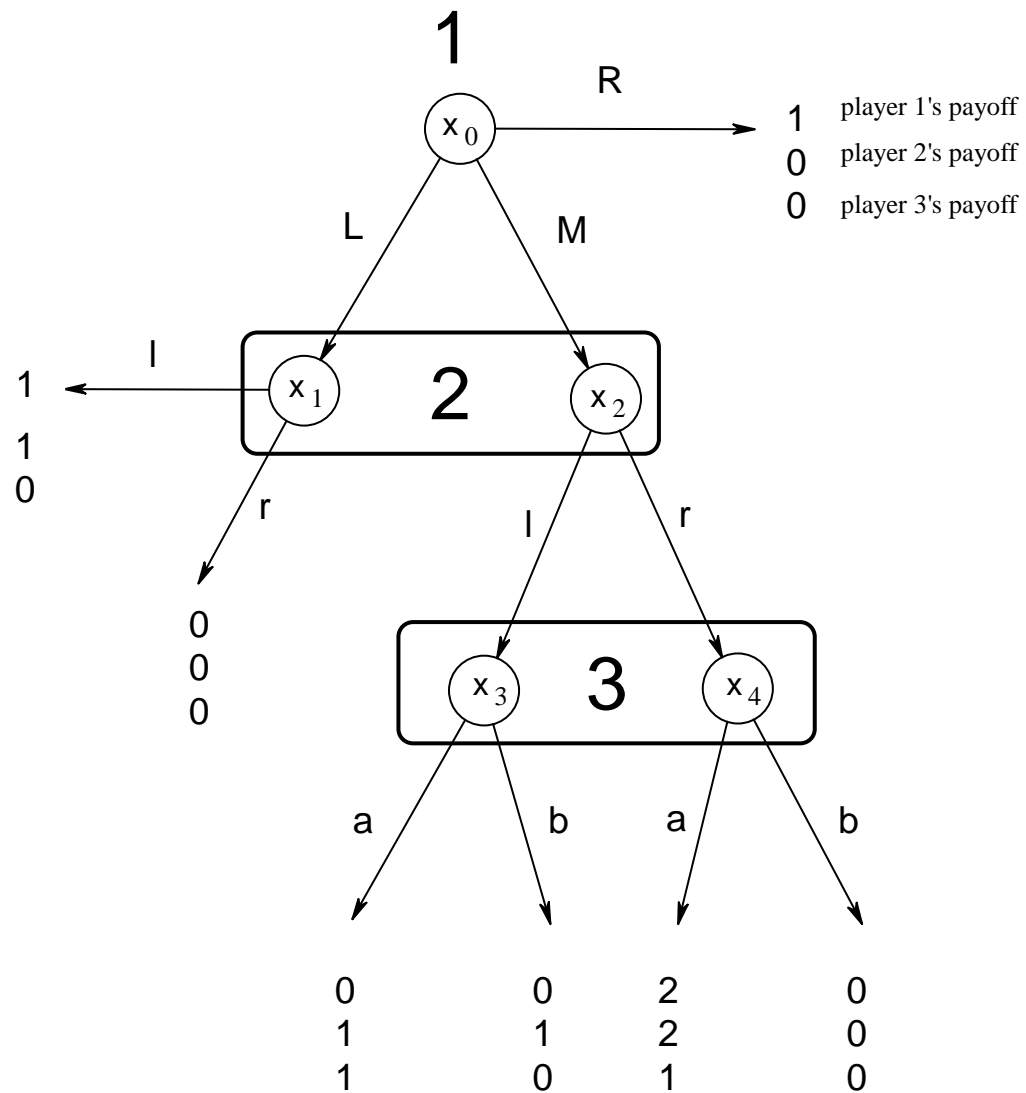 1
R
x0
1 player 1's payoff
0 player 2's payoff
0 player 3's payoff
L
M
l
1
1
0
x1
2
x2
r
l
r
0
0
0
x3
3
x4
a
b
a
b
0 0 2 0
1 1 2 0
1 0 1 0